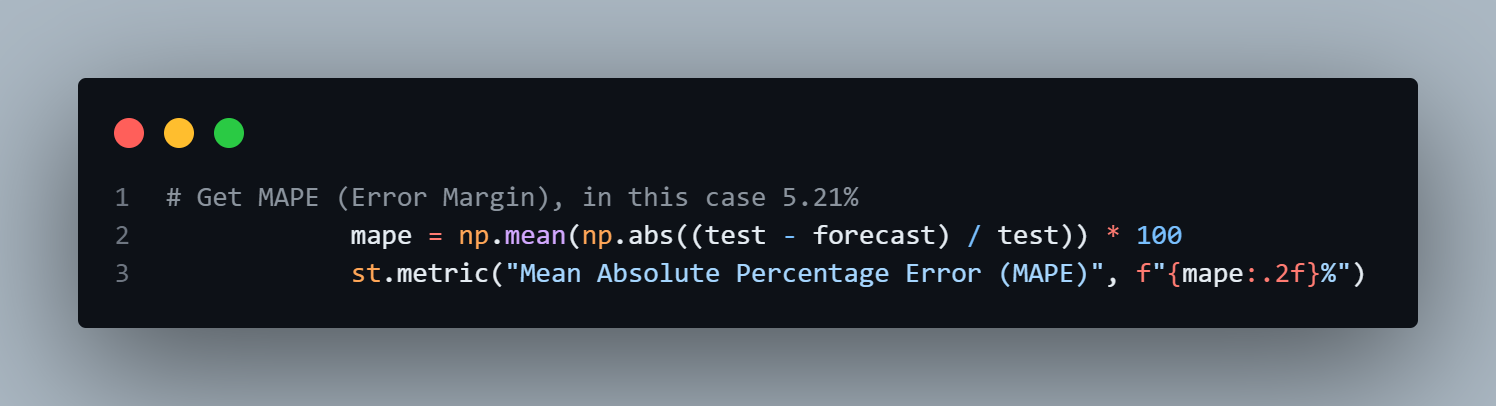 1 # Get MAPE (Error Margin), in this case 5.21%
2 mape = np.mean(np.abs((test - forecast) / test)) * 100
3 st.metric("Mean Absolute Percentage Error (MAPE)", f"{mape:.2f}%")